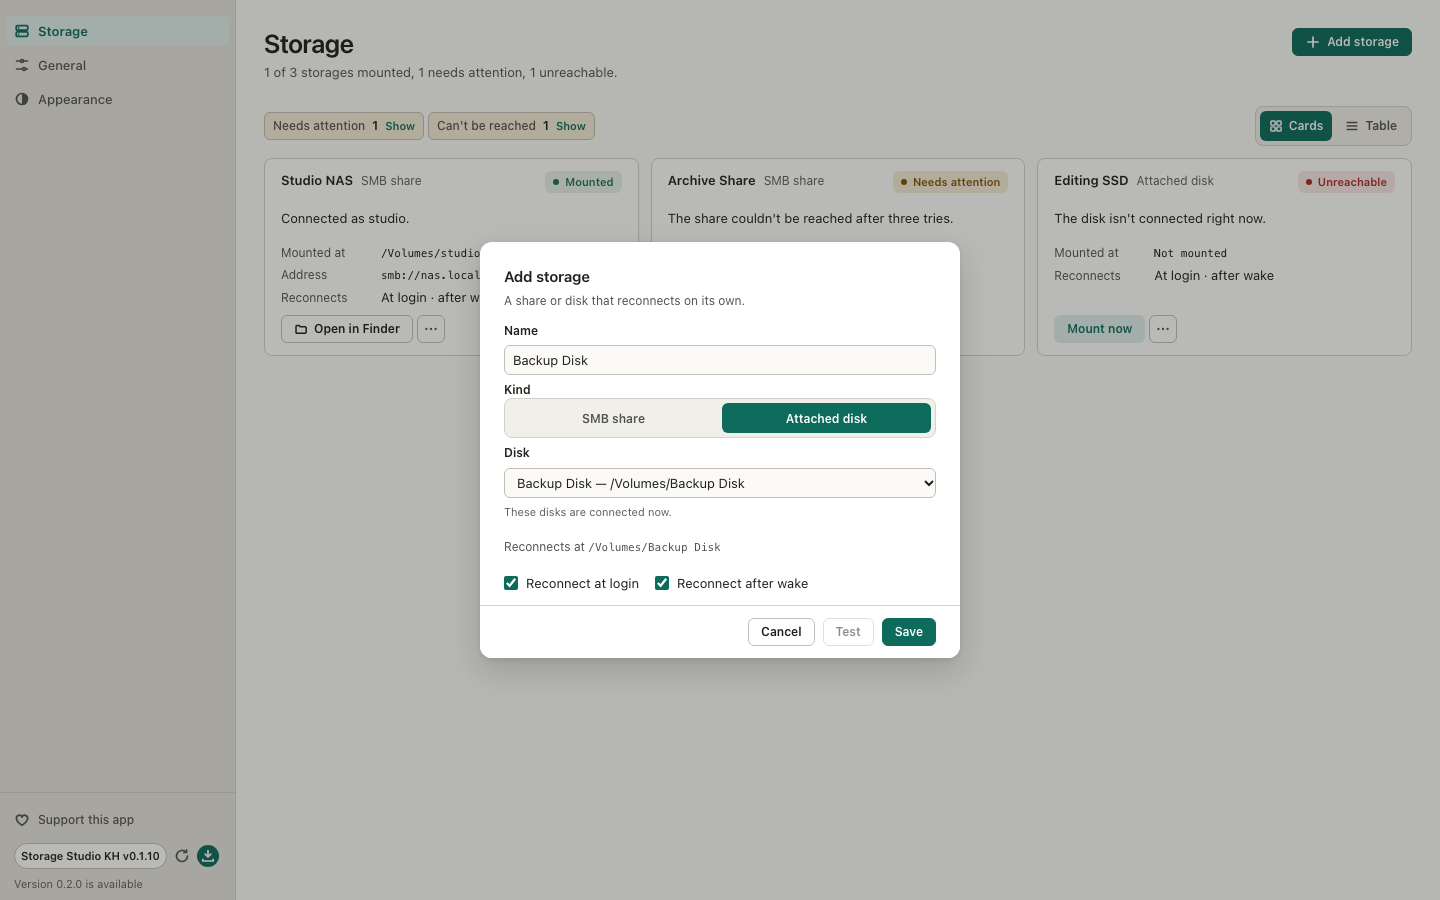 Storage
General
Appearance
Support this app
Storage Studio KH v0.1.10
Version 0.2.0 is available
Storage
1 of 3 storages mounted, 1 needs attention, 1 unreachable.
Add storage
Needs attention 1 Show
Can't be reached 1 Show
Cards
Table
Studio NAS SMB share
Mounted
Connected as studio.
Mounted at /Volumes/studio
Address smb://nas.local
Reconnects At login · after w
Open in Finder
Archive Share SMB share
Needs attention
The share couldn't be reached after three tries.
Editing SSD Attached disk
Unreachable
The disk isn't connected right now.
Mounted at Not mounted
Reconnects At login · after wake
Mount now
Add storage
A share or disk that reconnects on its own.
Name
Backup Disk
Kind
SMB share
Attached disk
Disk
Backup Disk — /Volumes/Backup Disk
These disks are connected now.
Reconnects at /Volumes/Backup Disk
Reconnect at login
Reconnect after wake
Cancel
Test
Save